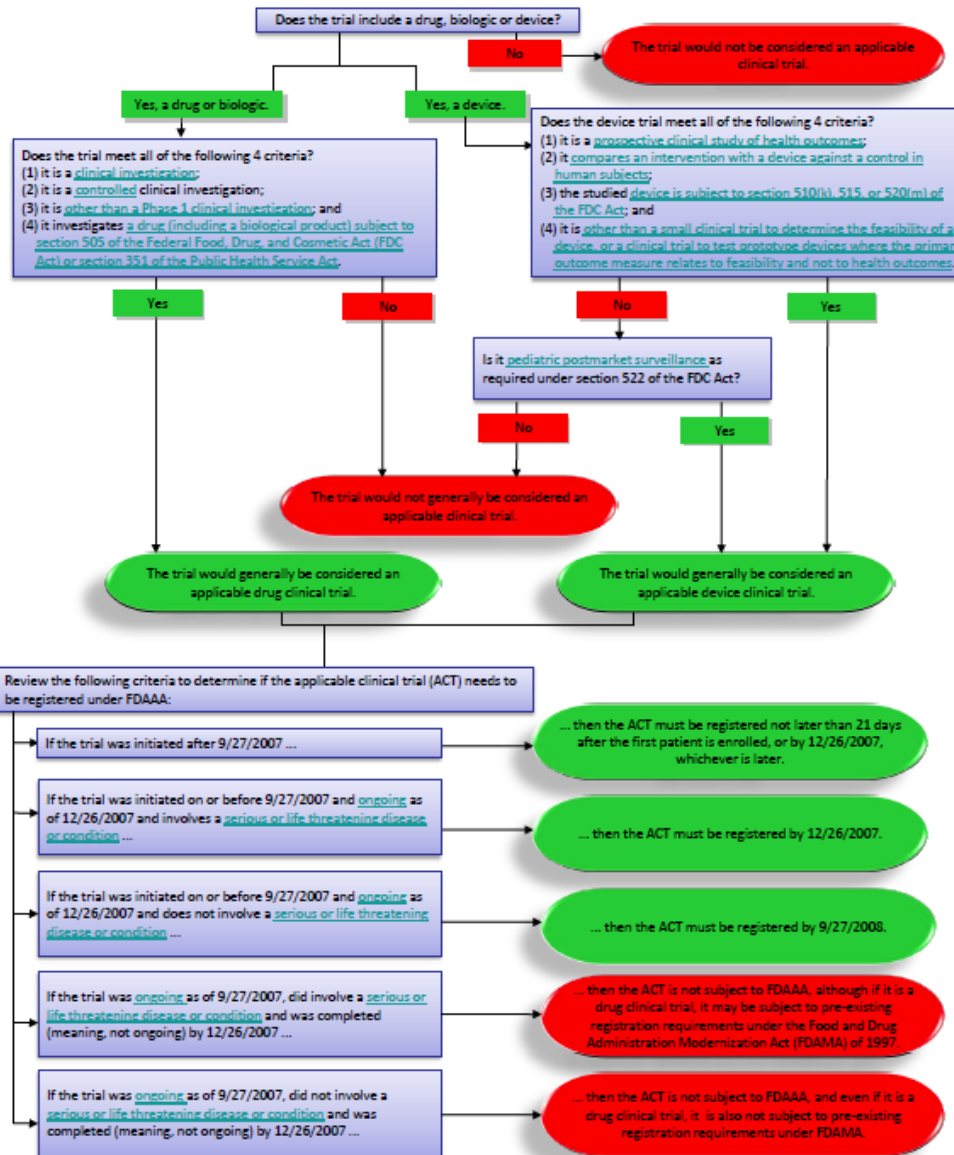 Does the trial include a drug, biologic or device?
No
The trial would not be considered an applicable
clinical trial.
Yes, a drug or biologic.
Yes, a device.
Does the trial meet all of the following 4 criteria?
(1) it is a clinical investigation;
(2) it is a controlled clinical investigation;
(3) it is other than a Phase 1 clinical investigation; and
(4) it investigates a drug (including a biological product) subject to
section 505 of the Federal Food, Drug, and Cosmetic Act (FDC
Act) or section 351 of the Public Health Service Act.
Does the device trial meet all of the following 4 criteria?
(1) it is a prospective clinical study of health outcomes;
(2) it compares an intervention with a device against a control in
human subjects;
(3) the studied device is subject to section 510(k), 515, or 520(m) of
the FDC Act; and
(4) it is other than a small clinical trial to determine the feasibility of a
device, or a clinical trial to test prototype devices where the primary
outcome measure relates to feasibility and not to health outcomes.
Yes
No
No
Yes
Is it pediatric postmarket surveillance as
required under section 522 of the FDC Act?
No
Yes
The trial would not generally be considered an
applicable clinical trial.
The trial would generally be considered an
applicable drug clinical trial.
The trial would generally be considered an
applicable device clinical trial.
Review the following criteria to determine if the applicable clinical trial (ACT) needs to
be registered under FDAAA:
If the trial was initiated after 9/27/2007 ...
... then the ACT must be registered not later than 21 days
after the first patient is enrolled, or by 12/26/2007,
whichever is later.
If the trial was initiated on or before 9/27/2007 and ongoing as
of 12/26/2007 and involves a serious or life threatening disease
or condition ...
... then the ACT must be registered by 12/26/2007.
If the trial was initiated on or before 9/27/2007 and ongoing as
of 12/26/2007 and does not involve a serious or life threatening
disease or condition ...
... then the ACT must be registered by 9/27/2008.
If the trial was ongoing as of 9/27/2007, did involve a serious or
life threatening disease or condition and was completed
(meaning, not ongoing) by 12/26/2007 ...
... then the ACT is not subject to FDAAA, although if it is a
drug clinical trial, it may be subject to pre-existing
registration requirements under the Food and Drug
Administration Modernization Act (FDAMA) of 1997.
If the trial was ongoing as of 9/27/2007, did not involve a
serious or life threatening disease or condition and was
completed (meaning, not ongoing) by 12/26/2007 ...
... then the ACT is not subject to FDAAA, and even if it is a
drug clinical trial, it is also not subject to pre-existing
registration requirements under FDAMA.